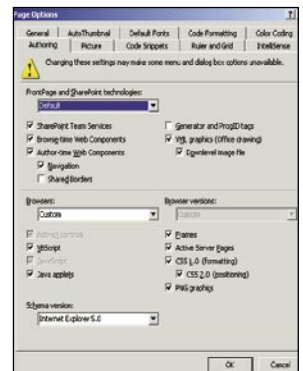 Page Options
General AutoThumbnail Default Fonts Code Formatting Color Coding
Authoring Picture Code Snippets Ruler and Grid IntelliSense
Changing these settings may make some menu and dialog box options unavailable.
FrontPage and SharePoint technologies:
Default
SharePoint Team Services
Generator and ProgID tags
Browse-time Web Components
VML graphics (Office drawing)
Author-time Web Components
Downlevel image file
Navigation
Shared Borders
Browsers:
Browser versions:
Custom
Custom
ActiveX controls
Frames
VBScript
Active Server Pages
JavaScript
CSS 1.0 (formatting)
Java applets
CSS 2.0 (positioning)
PNG graphics
Schema version:
Internet Explorer 5.0
OK Cancel